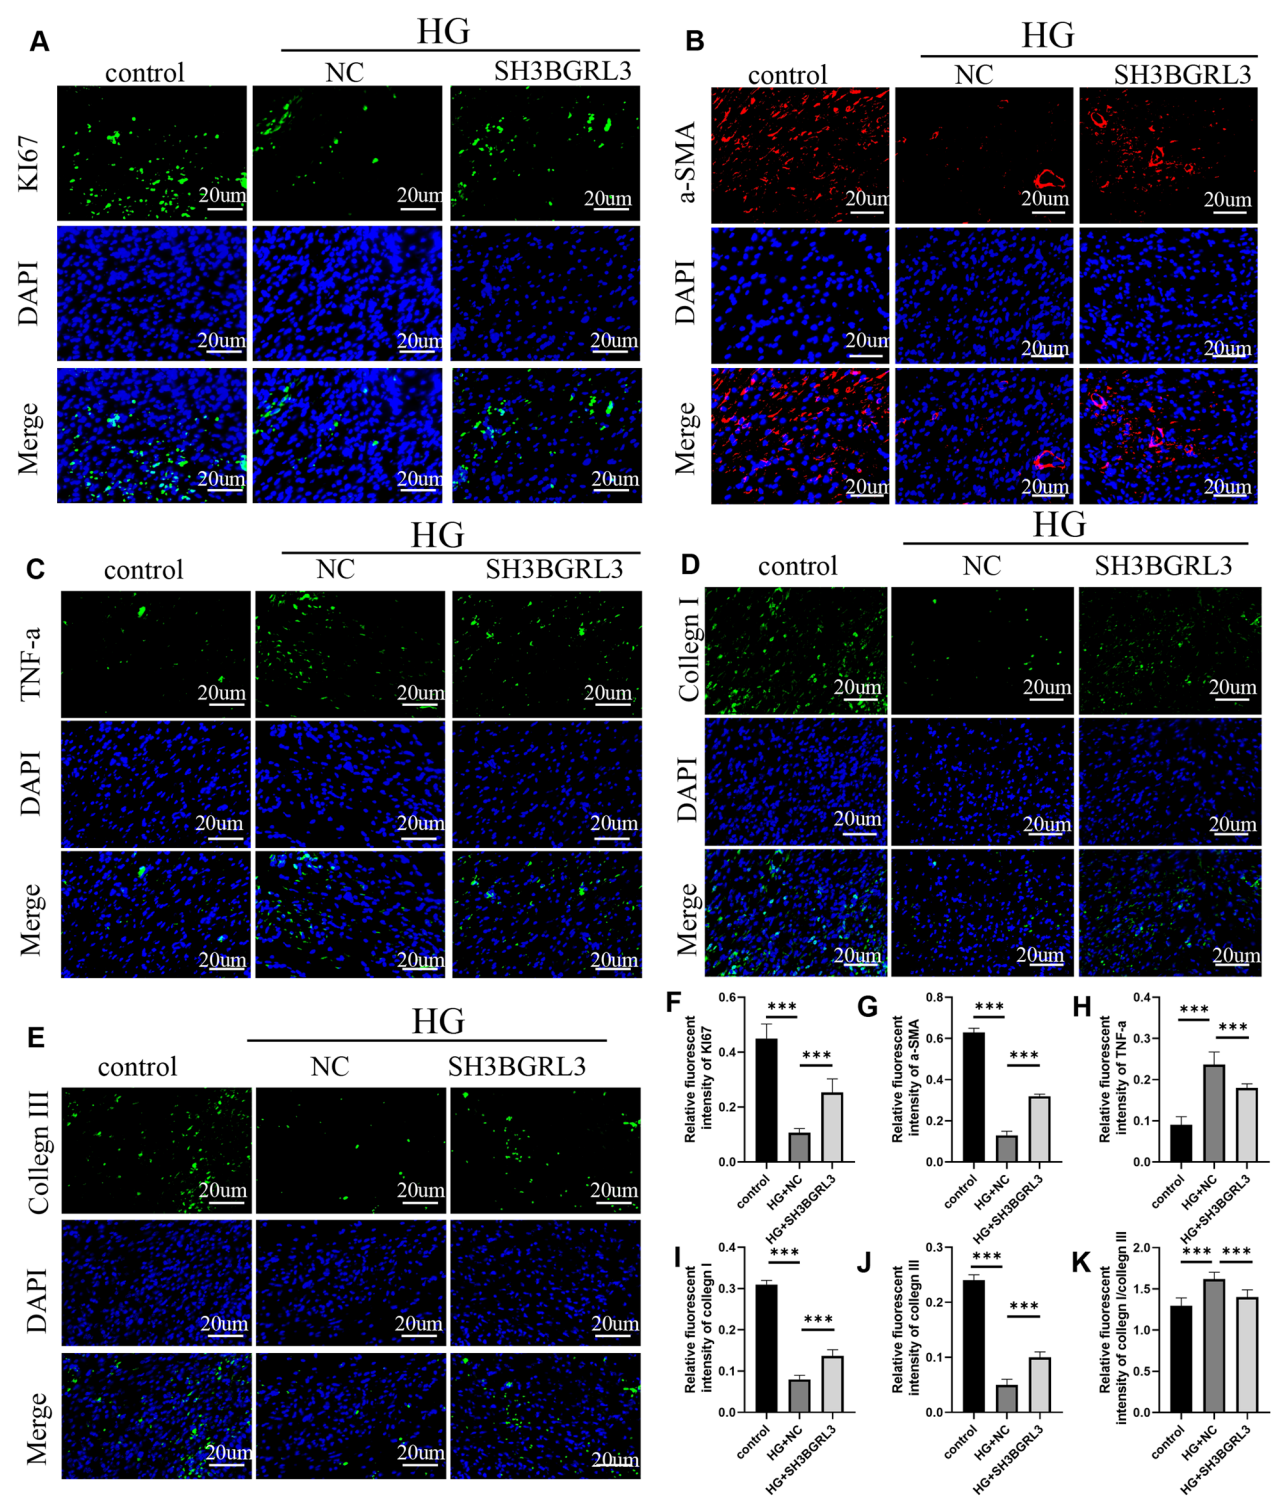 A
HG
control
NC
SH3BGRL3
KI67
20um
20um
20um
DAPI
20um
20um
20um
Merge
20um
20um
20um
B
HG
control
NC
SH3BGRL3
a-SMA
20um
20um
20um
DAPI
20um
20um
20um
Merge
20um
20um
20um
C
HG
control
NC
SH3BGRL3
TNF-a
20um
20um
20um
DAPI
20um
20um
20um
Merge
20um
20um
20um
D
HG
control
NC
SH3BGRL3
Collegn I
20um
20um
20um
DAPI
20um
20um
20um
Merge
20um
20um
20um
E
HG
control
NC
SH3BGRL3
Collegn III
20um
20um
20um
DAPI
20um
20um
20um
Merge
20um
20um
20um
F
Relative fluorescent
intensity of KI67
0.6
0.4
0.2
0.0
***
***
control
HG+NC
HG+SH3BGRL3
G
Relative fluorescent
intensity of a-SMA
0.8
0.6
0.4
0.2
0.0
***
***
control
HG+NC
HG+SH3BGRL3
H
Relative fluorescent
intensity of TNF-a
0.4
0.3
0.2
0.1
0.0
***
***
control
HG+NC
HG+SH3BGRL3
I
Relative fluorescent
intensity of collegn I
0.4
0.3
0.2
0.1
0.0
***
***
control
HG+NC
HG+SH3BGRL3
J
Relative fluorescent
intensity of collegn III
0.3
0.2
0.1
0.0
***
***
control
HG+NC
HG+SH3BGRL3
K
Relative fluorescent
intensity of collegn I/collegn III
2.0
1.5
1.0
0.5
0.0
***
***
control
HG+NC
HG+SH3BGRL3